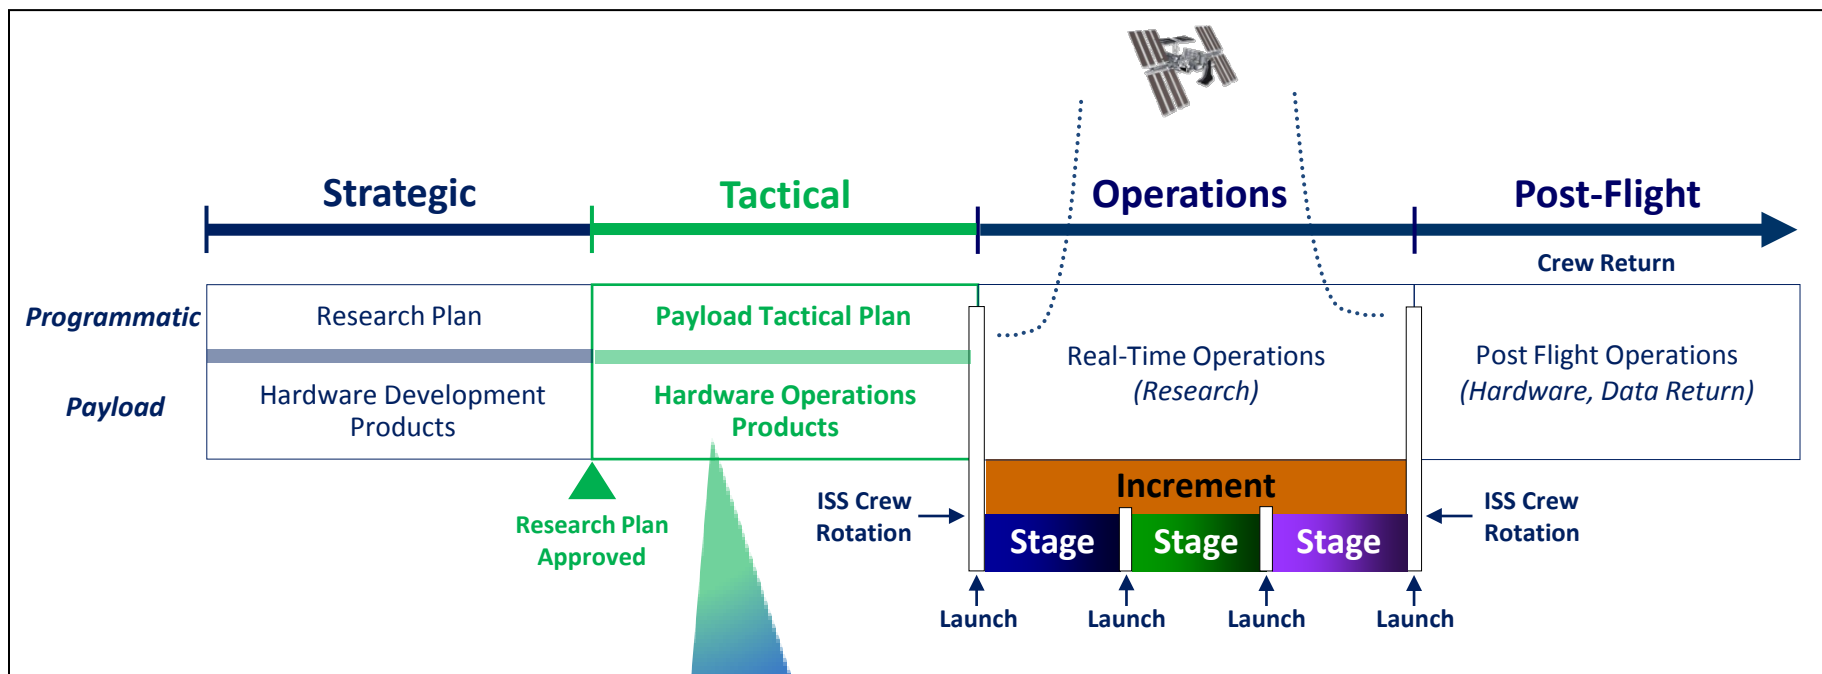 Strategic
Tactical
Operations
Post-Flight
Crew Return
Programmatic
Research Plan
Payload Tactical Plan
Payload
Hardware Development
Products
Hardware Operations
Products
Real-Time Operations
(Research)
Post Flight Operations
(Hardware, Data Return)
Research Plan
Approved
ISS Crew
Rotation
Increment
Stage
Stage
Stage
ISS Crew
Rotation
Launch
Launch
Launch
Launch